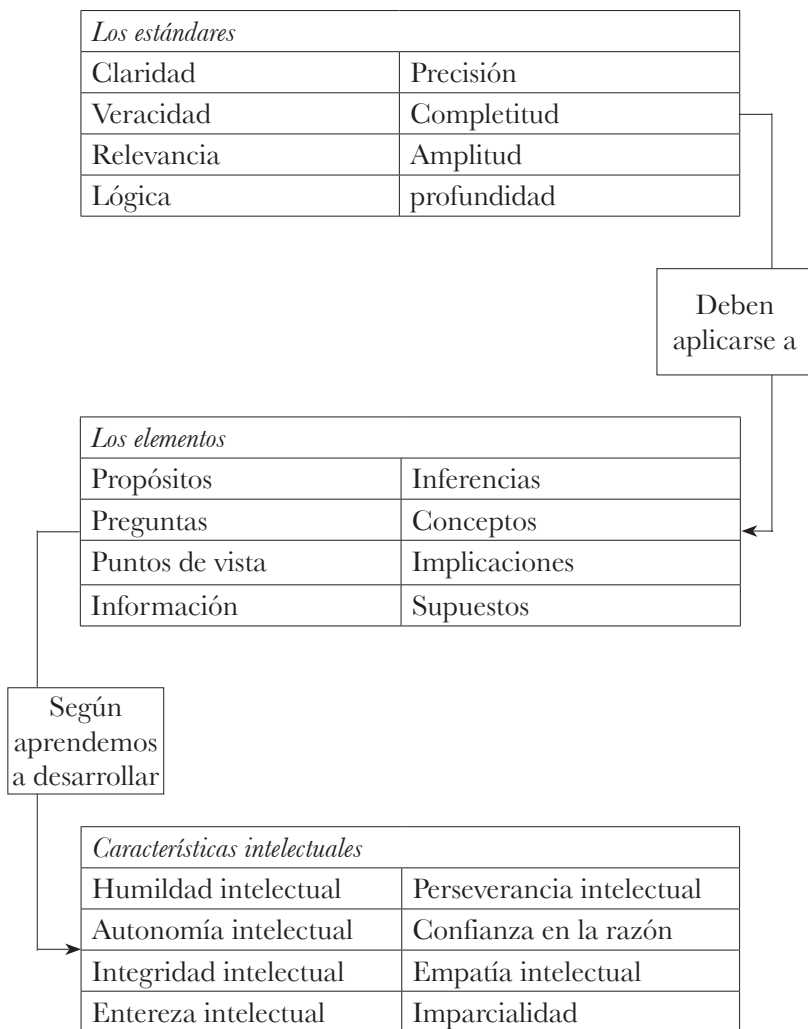 Los estándares
Claridad Precisión
Veracidad Completitud
Relevancia Amplitud
Lógica profundidad
Deben
aplicarse a
Los elementos
Propósitos Inferencias
Preguntas Conceptos
Puntos de vista Implicaciones
Información Supuestos
Según
aprendemos
a desarrollar
Características intelectuales
Humildad intelectual Perseverancia intelectual
Autonomía intelectual Confianza en la razón
Integridad intelectual Empatía intelectual
Entereza intelectual Imparcialidad